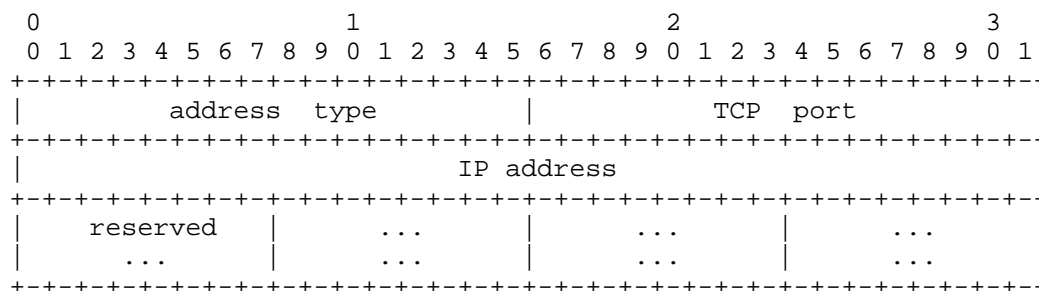 0                   1                   2                   3
0 1 2 3 4 5 6 7 8 9 0 1 2 3 4 5 6 7 8 9 0 1 2 3 4 5 6 7 8 9 0 1
+-+-+-+-+-+-+-+-+-+-+-+-+-+-+-+-+-+-+-+-+-+-+-+-+-+-+-+-+-+-+-+--
|         address  type         |           TCP  port
+-+-+-+-+-+-+-+-+-+-+-+-+-+-+-+-+-+-+-+-+-+-+-+-+-+-+-+-+-+-+-+--
|                           IP address
+-+-+-+-+-+-+-+-+-+-+-+-+-+-+-+-+-+-+-+-+-+-+-+-+-+-+-+-+-+-+-+--
|    reserved   |      ...      |      ...      |      ...
|      ...      |      ...      |      ...      |      ...
+-+-+-+-+-+-+-+-+-+-+-+-+-+-+-+-+-+-+-+-+-+-+-+-+-+-+-+-+-+-+-+--